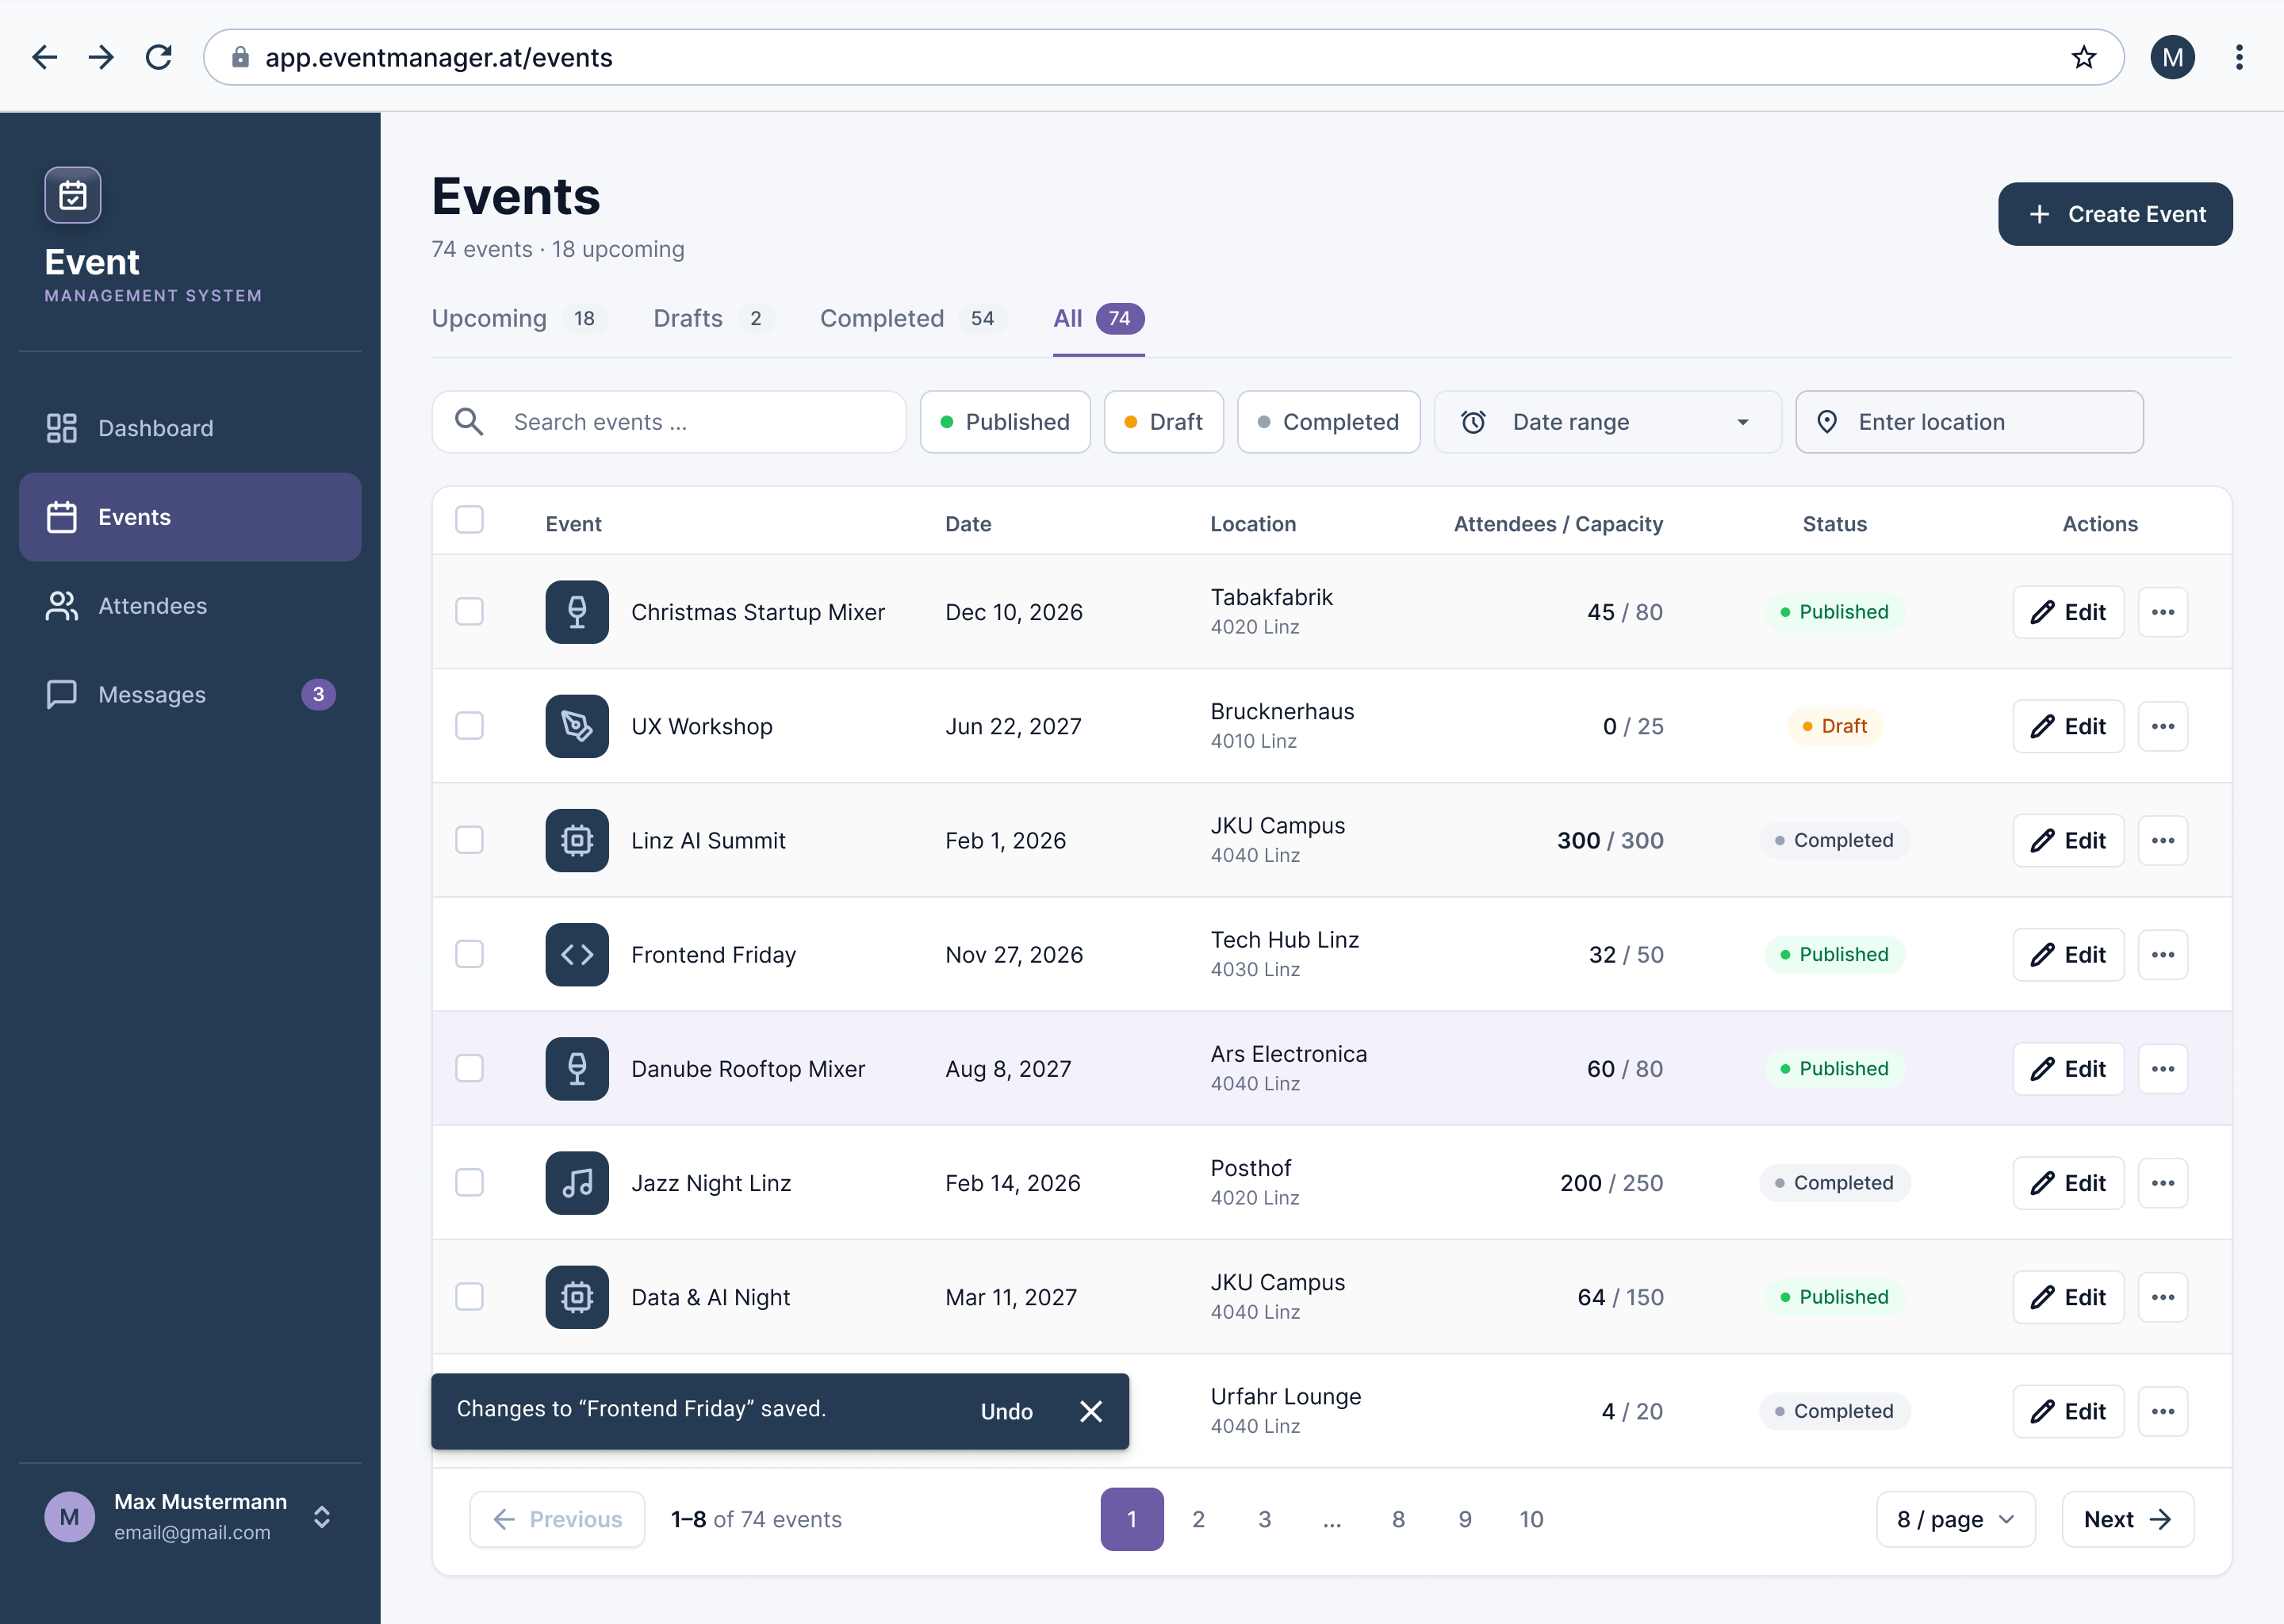 app.eventmanager.at/events
M
Event
MANAGEMENT SYSTEM
Dashboard
Events
Attendees
Messages 3
M
Max Mustermann
email@gmail.com
Events
74 events · 18 upcoming
Create Event
Upcoming 18 Drafts 2 Completed 54 All 74
Search events ... Published Draft Completed Date range Enter location
Event Date Location Attendees / Capacity Status Actions
Christmas Startup Mixer Dec 10, 2026 Tabakfabrik 45 / 80 Published Edit
4020 Linz
UX Workshop Jun 22, 2027 Brucknerhaus 0 / 25 Draft Edit
4010 Linz
Linz AI Summit Feb 1, 2026 JKU Campus 300 / 300 Completed Edit
4040 Linz
Frontend Friday Nov 27, 2026 Tech Hub Linz 32 / 50 Published Edit
4030 Linz
Danube Rooftop Mixer Aug 8, 2027 Ars Electronica 60 / 80 Published Edit
4040 Linz
Jazz Night Linz Feb 14, 2026 Posthof 200 / 250 Completed Edit
4020 Linz
Data & AI Night Mar 11, 2027 JKU Campus 64 / 150 Published Edit
4040 Linz
Urfahr Lounge 4 / 20 Completed Edit
4040 Linz
Changes to “Frontend Friday” saved. Undo
Previous 1–8 of 74 events 1 2 3 ... 8 9 10 8 / page Next